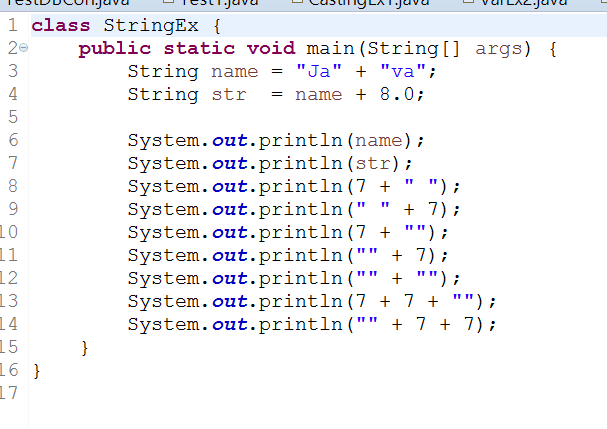 TestDBCon.java Test1.java CastingEx1.java VarEx2.java
1 class StringEx {
2 public static void main(String[] args) {
3 String name = "Ja" + "va";
4 String str  = name + 8.0;
5
6 System.out.println(name);
7 System.out.println(str);
8 System.out.println(7 + " ");
9 System.out.println(" " + 7);
10 System.out.println(7 + "");
11 System.out.println("" + 7);
12 System.out.println("" + "");
13 System.out.println(7 + 7 + "");
14 System.out.println("" + 7 + 7);
15 }
16 }
17